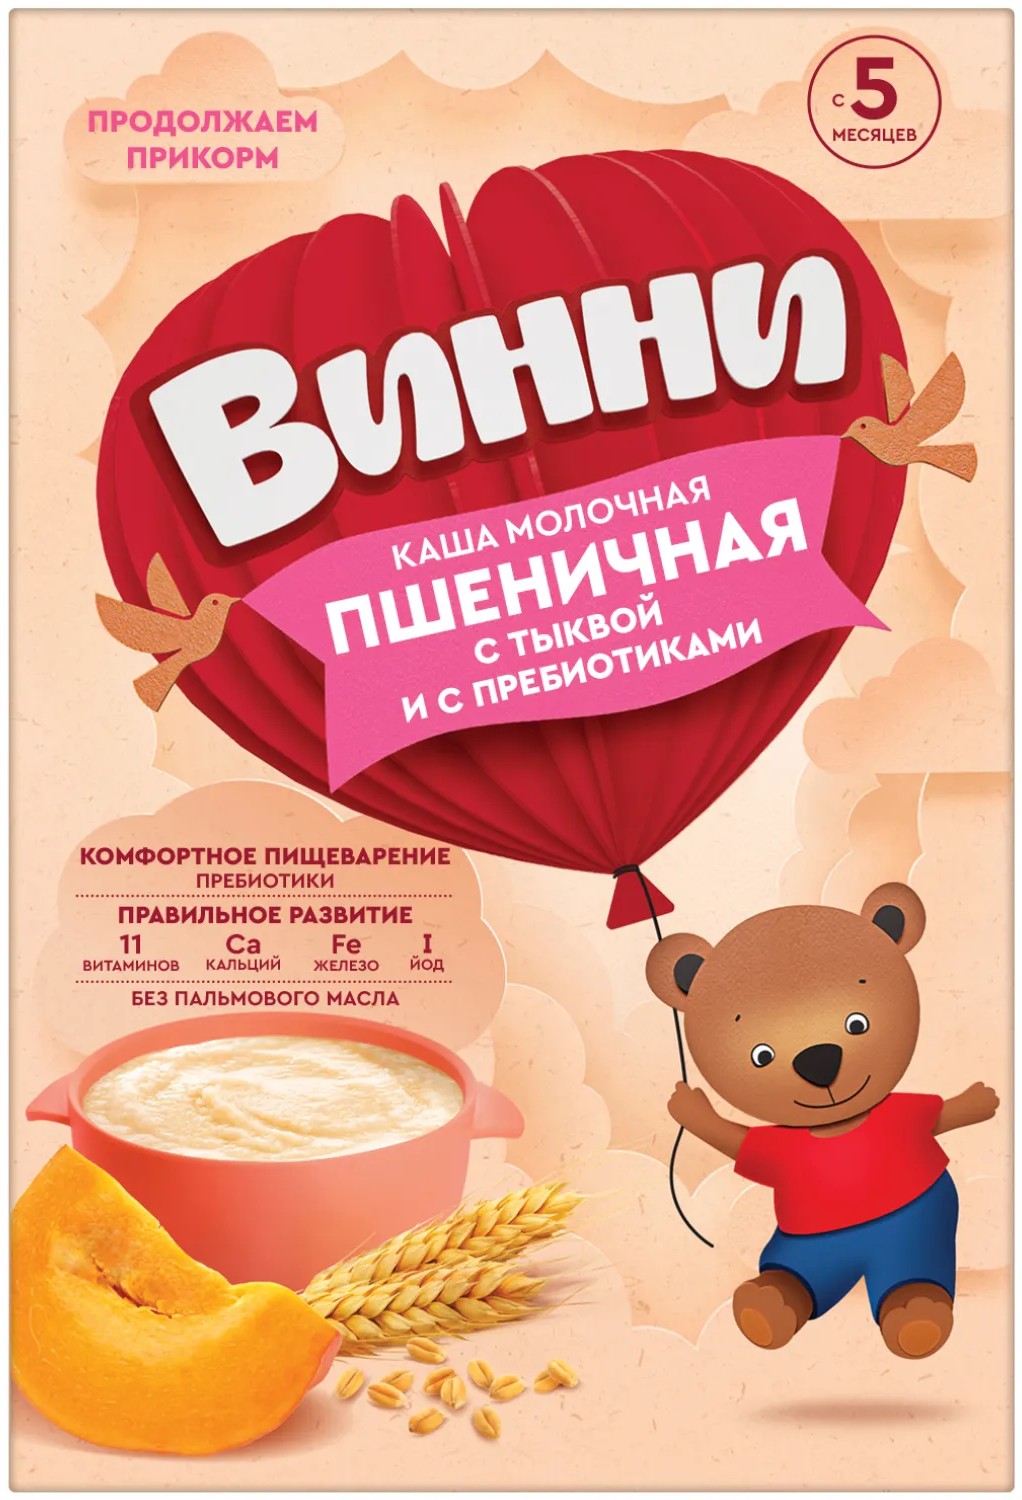 ПРОДОЛЖАЕМ
ПРИКОРМ
С 5
МЕСЯЦЕВ
Винни
КАША МОЛОЧНАЯ
ПШЕНИЧНАЯ
С ТЫКВОЙ
И С ПРЕБИОТИКАМИ
КОМФОРТНОЕ ПИЩЕВАРЕНИЕ
ПРЕБИОТИКИ
ПРАВИЛЬНОЕ РАЗВИТИЕ
11 Ca Fe I
ВИТАМИНОВ КАЛЬЦИЙ ЖЕЛЕЗО ЙОД
БЕЗ ПАЛЬМОВОГО МАСЛА